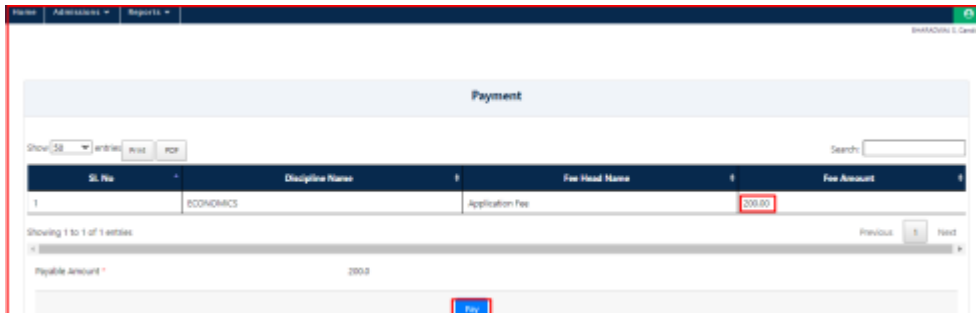 Home Admissions Reports
Payment
Show 50 entries Print PDF
Search:
Sl. No Discipline Name Fee Head Name Fee Amount
1 ECONOMICS Application Fee 200.00
Showing 1 to 1 of 1 entries
Previous 1 Next
Payable Amount * 200.0
Pay